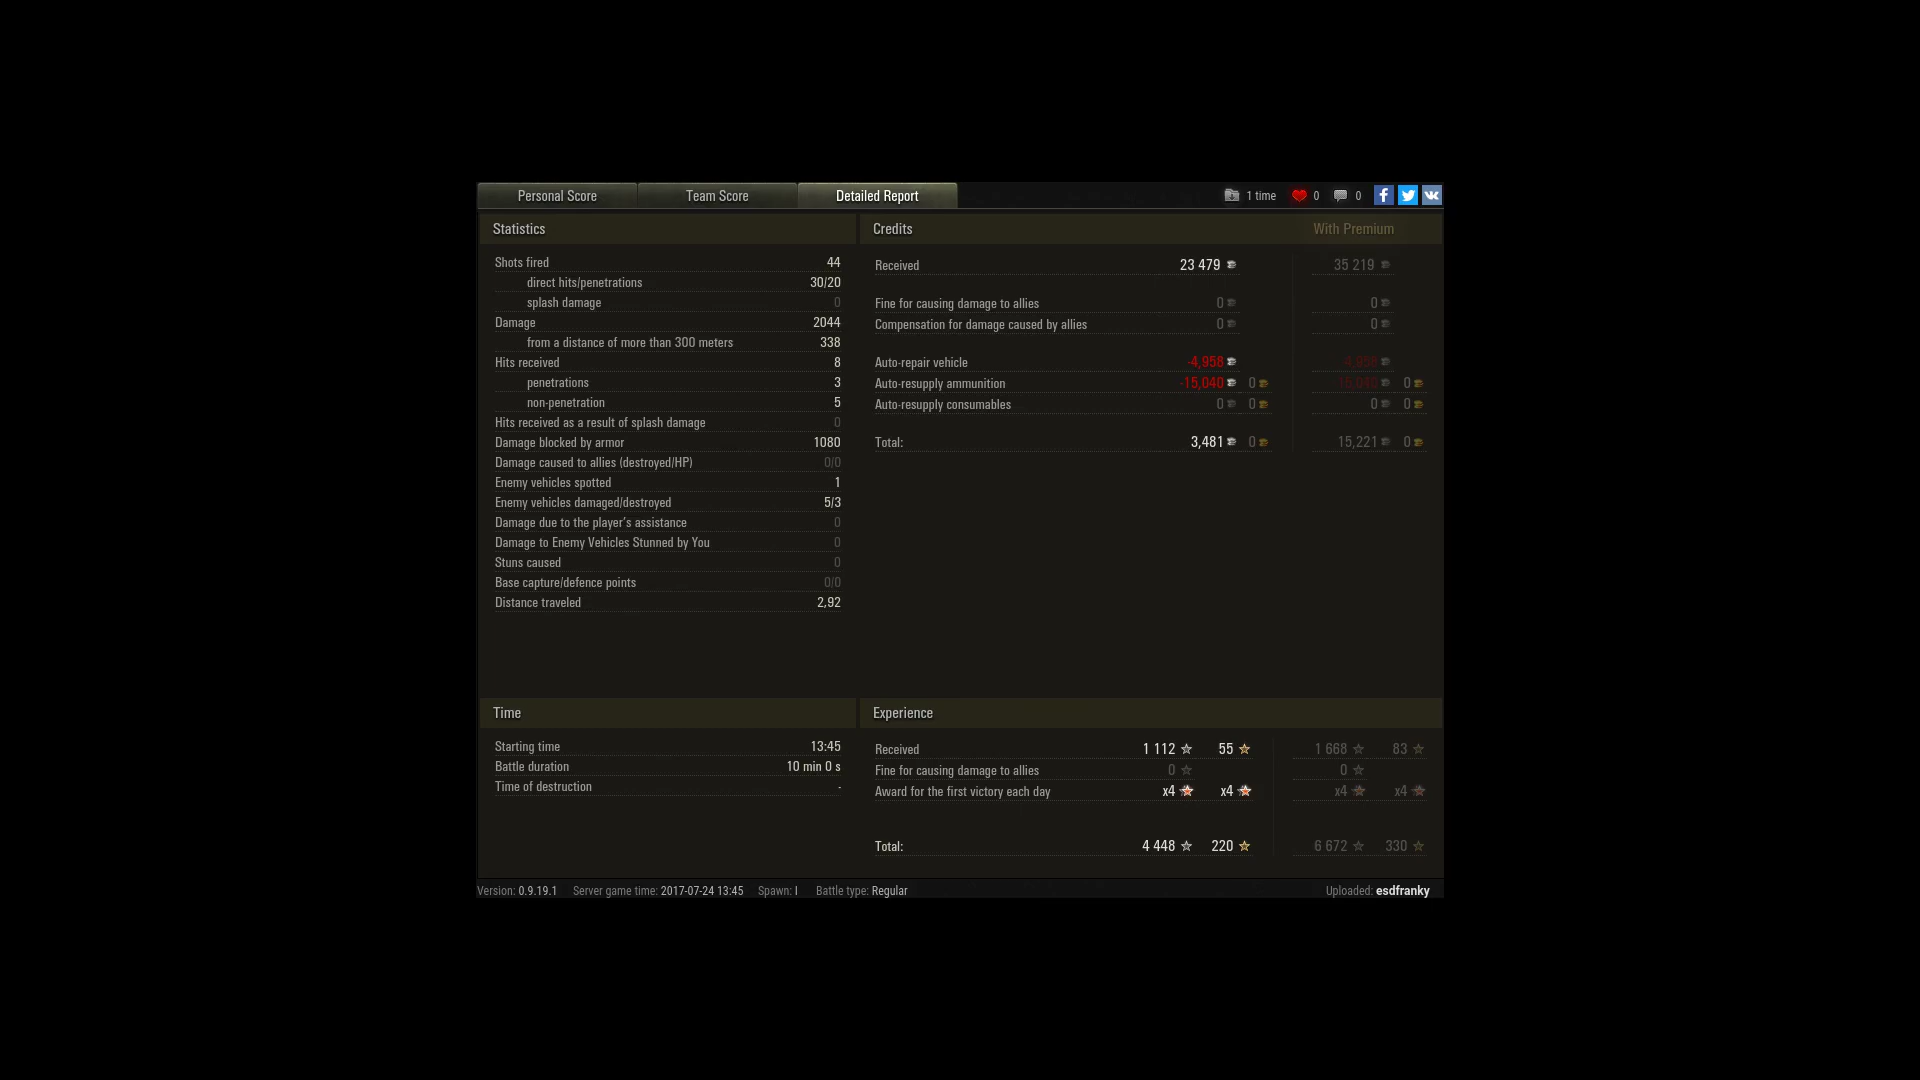 Personal Score Team Score Detailed Report 1 time 0 0
Statistics
Shots fired 44
direct hits/penetrations 30/20
splash damage 0
Damage 2044
from a distance of more than 300 meters 338
Hits received 8
penetrations 3
non-penetration 5
Hits received as a result of splash damage 0
Damage blocked by armor 1080
Damage caused to allies (destroyed/HP) 0/0
Enemy vehicles spotted 1
Enemy vehicles damaged/destroyed 5/3
Damage due to the player's assistance 0
Damage to Enemy Vehicles Stunned by You 0
Stuns caused 0
Base capture/defence points 0/0
Distance traveled 2,92
Credits With Premium
Received 23 479 35 219
Fine for causing damage to allies 0 0
Compensation for damage caused by allies 0 0
Auto-repair vehicle -4,958 -4,958
Auto-resupply ammunition -15,040 0 -15,040 0
Auto-resupply consumables 0 0 0 0
Total: 3,481 0 15,221 0
Time
Starting time 13:45
Battle duration 10 min 0 s
Time of destruction -
Experience
Received 1 112 55 1 668 83
Fine for causing damage to allies 0 0
Award for the first victory each day x4 x4 x4 x4
Total: 4 448 220 6 672 330
Version: 0.9.19.1 Server game time: 2017-07-24 13:45 Spawn: I Battle type: Regular Uploaded: esdfranky